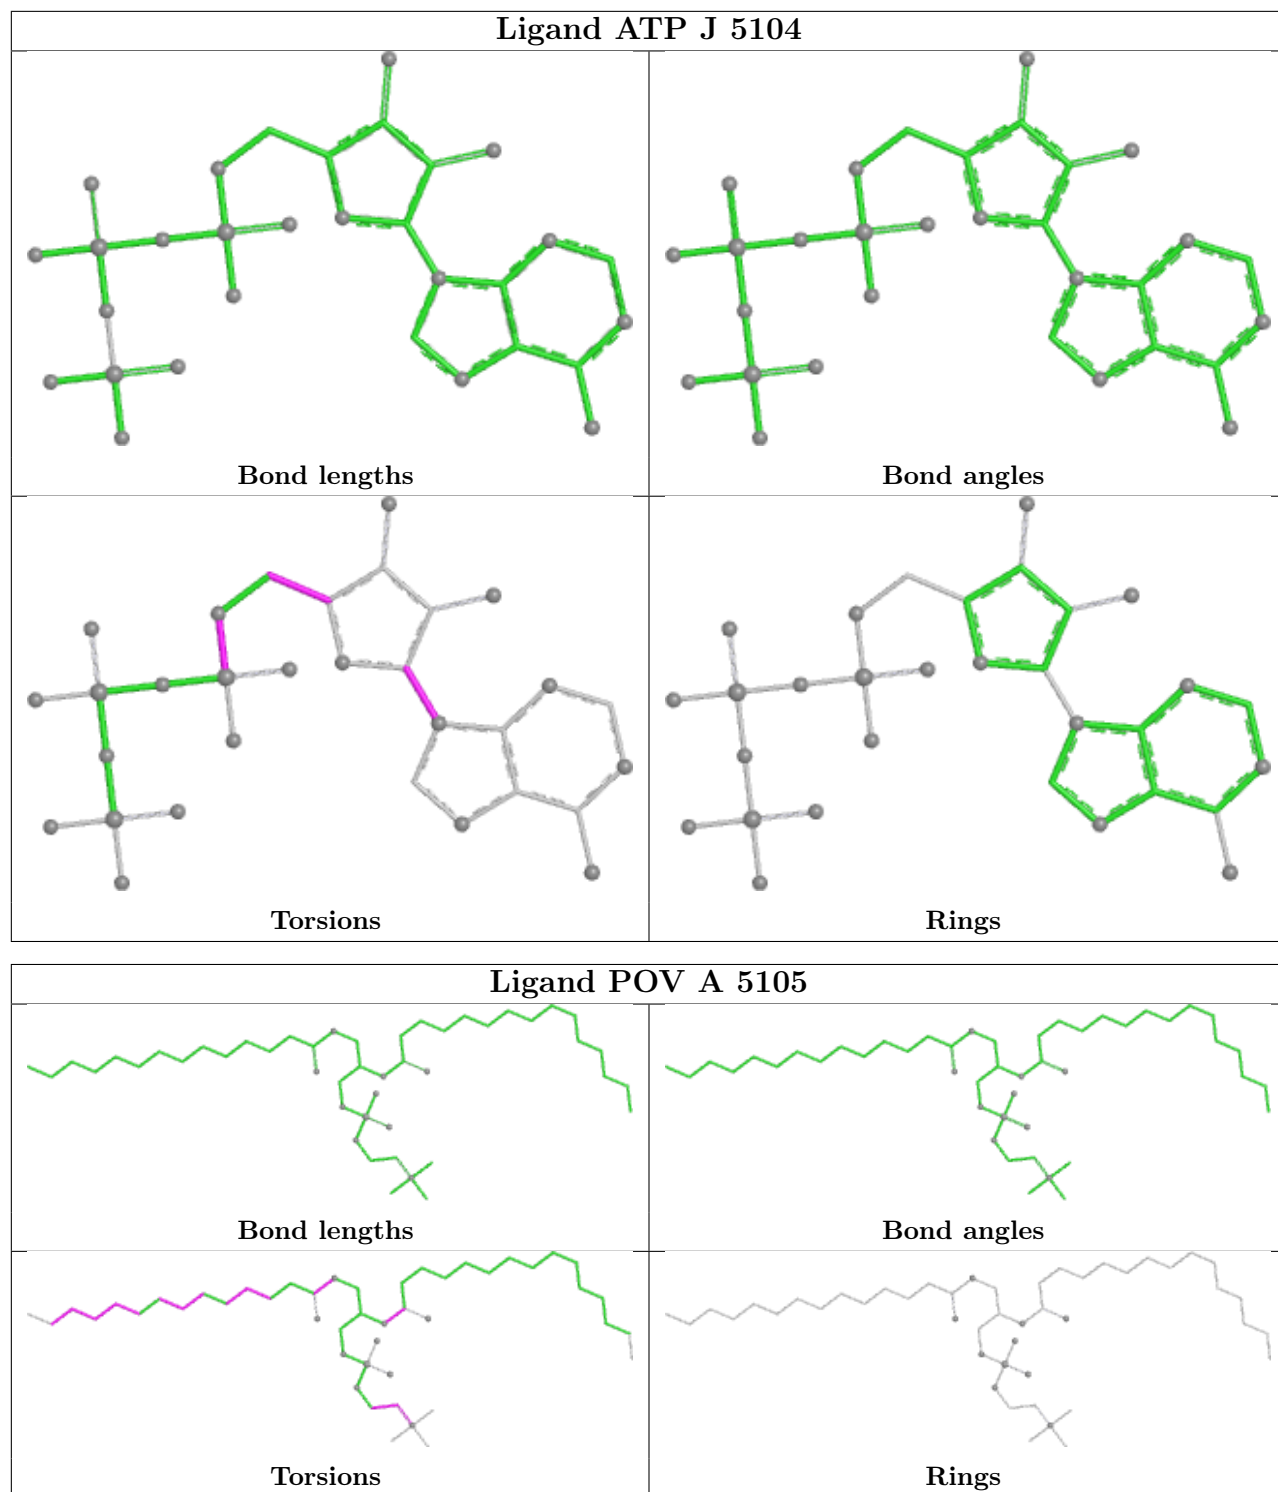 Ligand ATP J 5104
Bond lengths
Bond angles
Torsions
Rings
Ligand POV A 5105
Bond lengths
Bond angles
Torsions
Rings